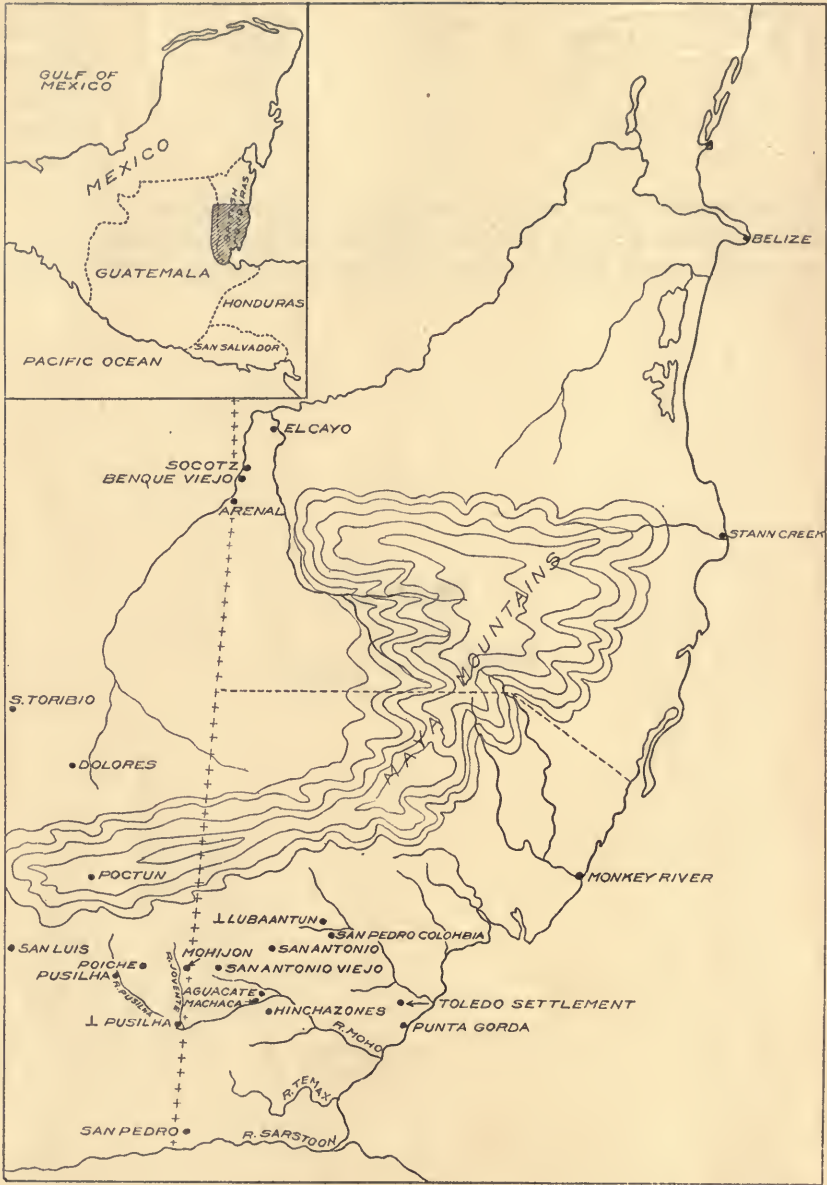 GULF OF
MEXICO
MEXICO
BRITISH
HONDURAS
GUATEMALA
HONDURAS
SAN SALVADOR
PACIFIC OCEAN
BELIZE
EL CAYO
SOCOTZ
BENQUE VIEJO
ARENAL
STANN CREEK
MAYA MOUNTAINS
S. TORIBIO
DOLORES
POCTUN
MONKEY RIVER
⊥ LUBAANTUN
SAN PEDRO COLOMBIA
SAN LUIS
MOHIJON
SAN ANTONIO
POICHE
SAN ANTONIO VIEJO
PUSILHA
R. PUSILHA
R. JOVENTE
AGUACATE
MACHACA
HINCHAZONES
TOLEDO SETTLEMENT
⊥ PUSILHA
PUNTA GORDA
R. MOHO
R. TEMAX
SAN PEDRO
R. SARSTOON